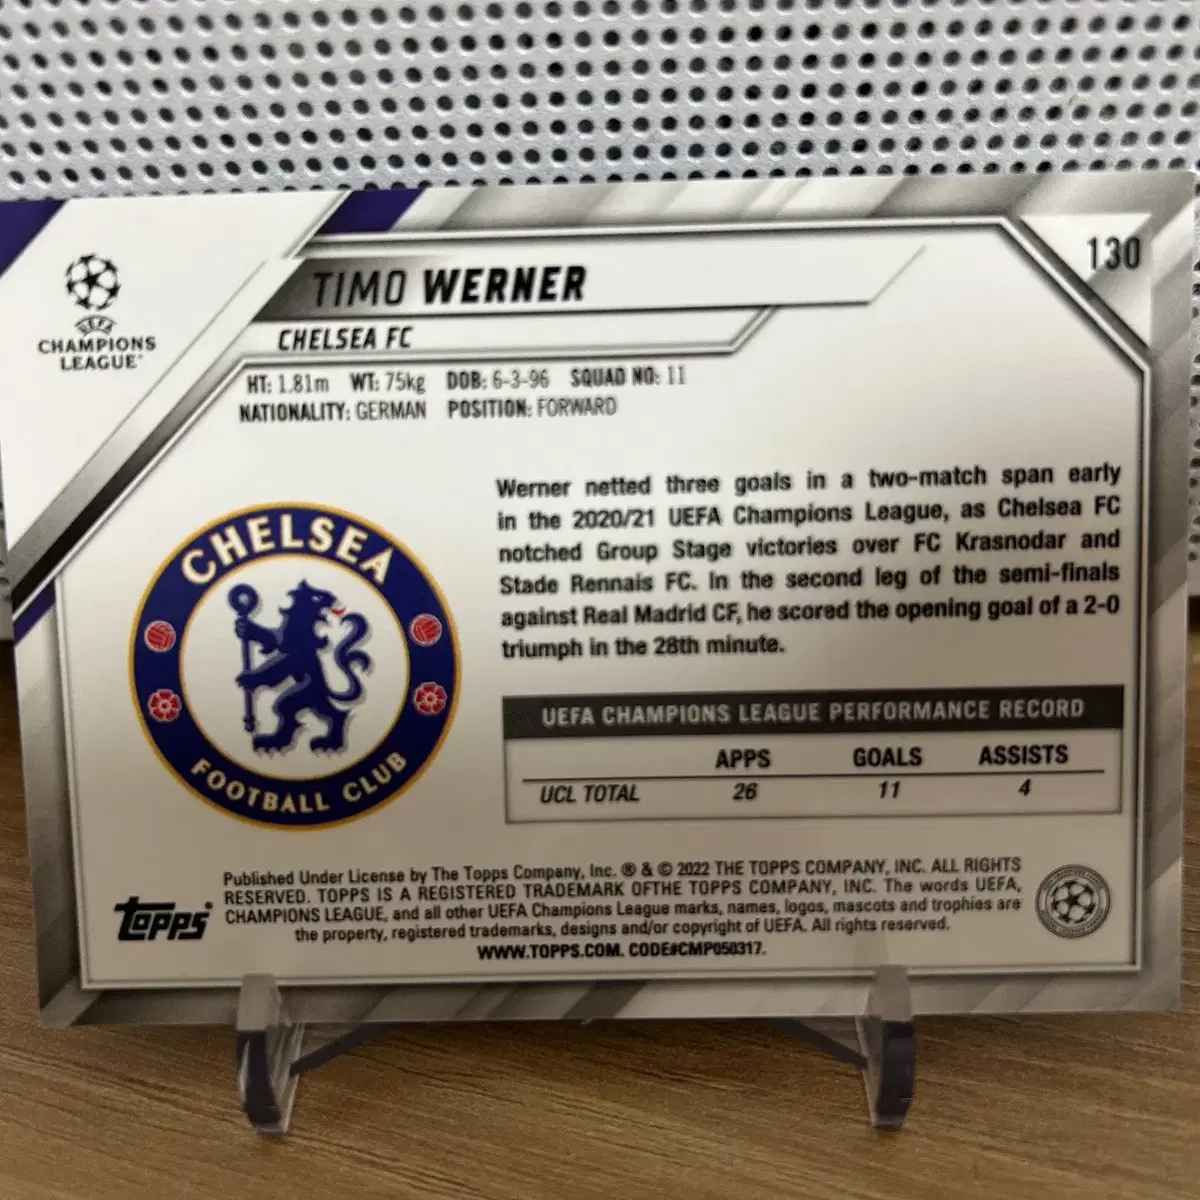 130
TIMO WERNER
UEFA
CHAMPIONS
LEAGUE
CHELSEA FC
HT: 1.81m WT: 75kg DOB: 6-3-96 SQUAD NO: 11
NATIONALITY: GERMAN POSITION: FORWARD
Werner netted three goals in a two-match span early
in the 2020/21 UEFA Champions League, as Chelsea FC
notched Group Stage victories over FC Krasnodar and
Stade Rennais FC. In the second leg of the semi-finals
against Real Madrid CF, he scored the opening goal of a 2-0
triumph in the 28th minute.
CHELSEA
FOOTBALL CLUB
UEFA CHAMPIONS LEAGUE PERFORMANCE RECORD
APPS GOALS ASSISTS
UCL TOTAL 26 11 4
Published Under License by The Topps Company, Inc. ® & © 2022 THE TOPPS COMPANY, INC. ALL RIGHTS
RESERVED. TOPPS IS A REGISTERED TRADEMARK OFTHE TOPPS COMPANY, INC. The words UEFA,
CHAMPIONS LEAGUE, and all other UEFA Champions League marks, names, logos, mascots and trophies are
the property, registered trademarks, designs and/or copyright of UEFA. All rights reserved.
WWW.TOPPS.COM. CODE#CMP050317.
topps